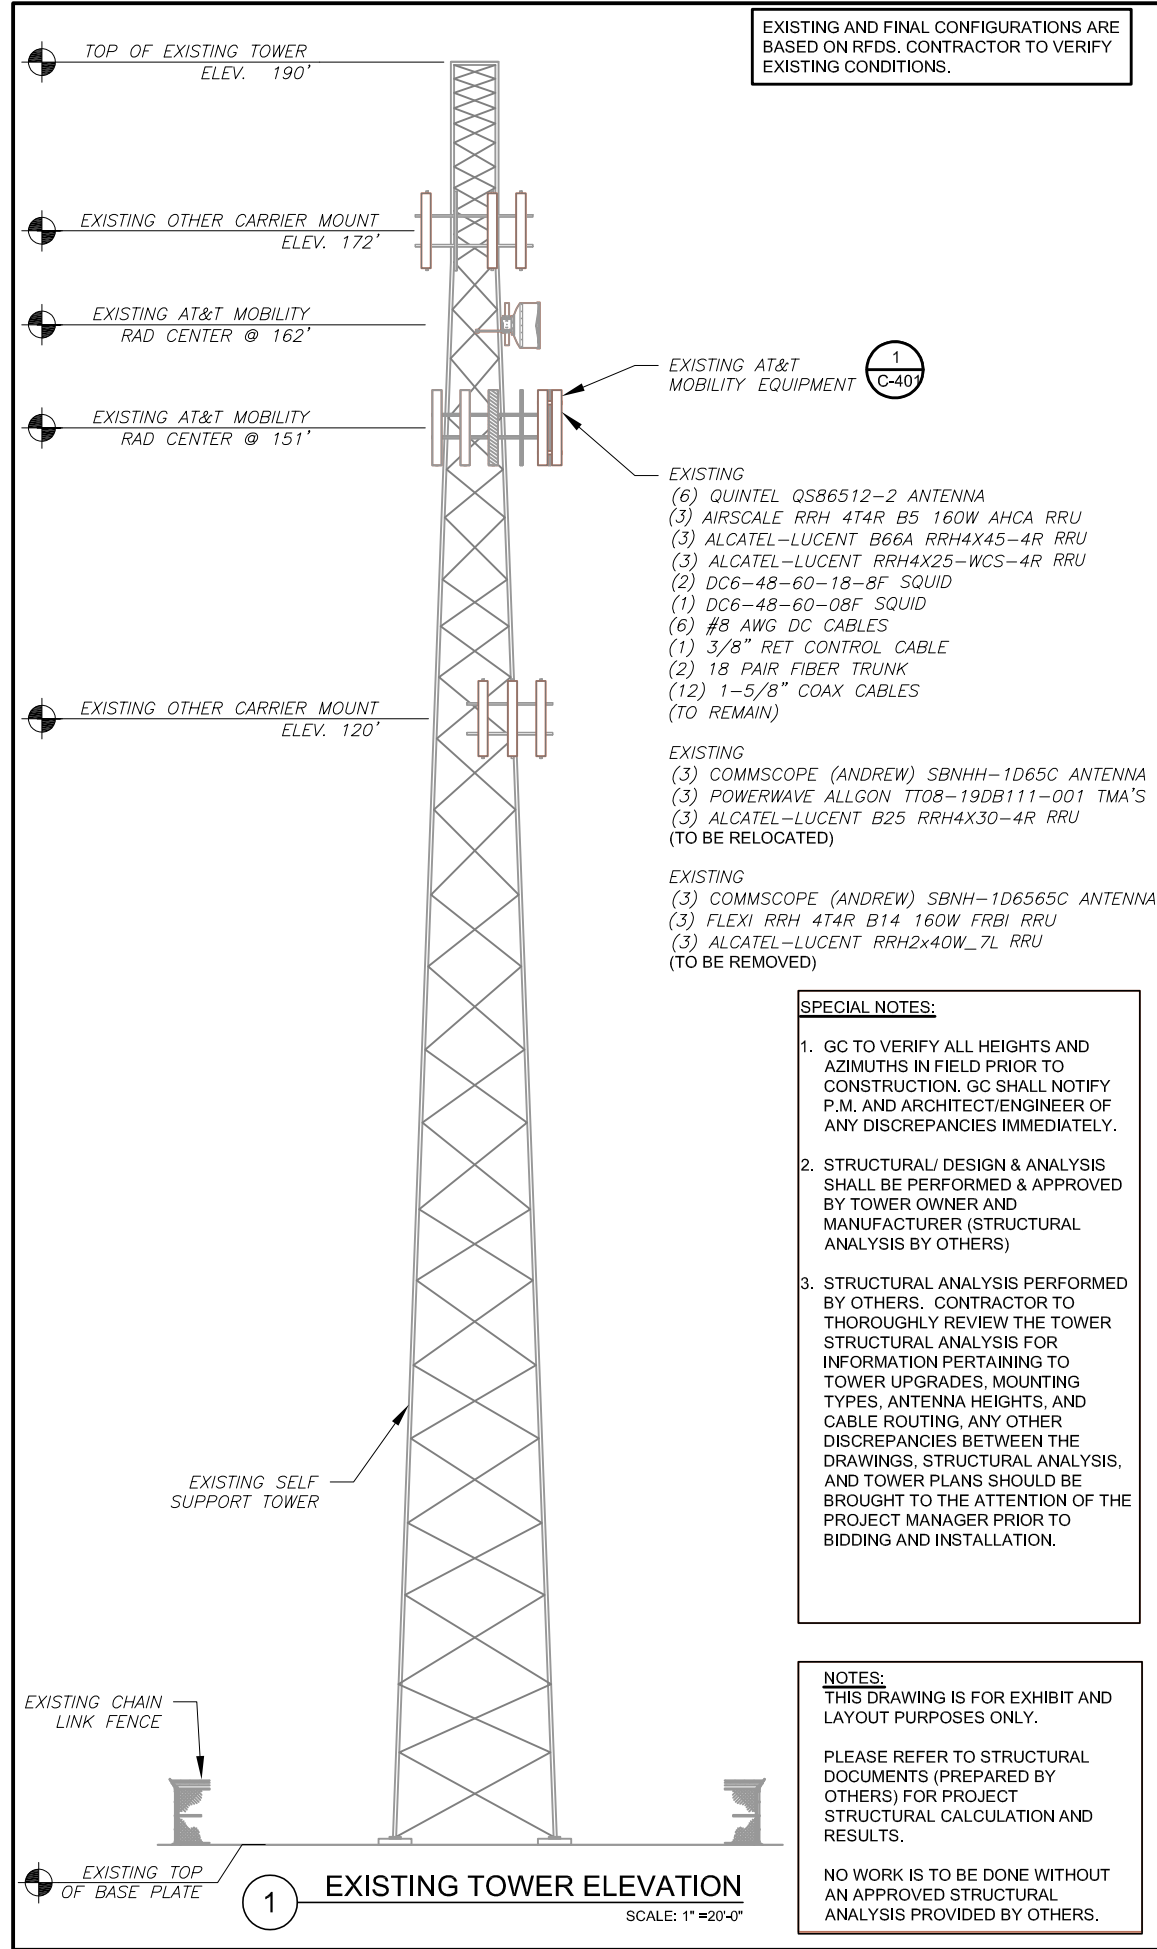 EXISTING AND FINAL CONFIGURATIONS ARE
BASED ON RFDS. CONTRACTOR TO VERIFY
EXISTING CONDITIONS.
TOP OF EXISTING TOWER
ELEV. 190'
EXISTING OTHER CARRIER MOUNT
ELEV. 172'
EXISTING AT&T MOBILITY
RAD CENTER @ 162'
EXISTING AT&T
MOBILITY EQUIPMENT
1
C-401
EXISTING AT&T MOBILITY
RAD CENTER @ 151'
EXISTING
(6) QUINTEL QS86512-2 ANTENNA
(3) AIRSCALE RRH 4T4R B5 160W AHCA RRU
(3) ALCATEL-LUCENT B66A RRH4X45-4R RRU
(3) ALCATEL-LUCENT RRH4X25-WCS-4R RRU
(2) DC6-48-60-18-8F SQUID
(1) DC6-48-60-08F SQUID
(6) #8 AWG DC CABLES
(1) 3/8" RET CONTROL CABLE
(2) 18 PAIR FIBER TRUNK
(12) 1-5/8" COAX CABLES
(TO REMAIN)
EXISTING OTHER CARRIER MOUNT
ELEV. 120'
EXISTING
(3) COMMSCOPE (ANDREW) SBNHH-1D65C ANTENNA
(3) POWERWAVE ALLGON TT08-19DB111-001 TMA'S
(3) ALCATEL-LUCENT B25 RRH4X30-4R RRU
(TO BE RELOCATED)
EXISTING
(3) COMMSCOPE (ANDREW) SBNH-1D6565C ANTENNA
(3) FLEXI RRH 4T4R B14 160W FRBI RRU
(3) ALCATEL-LUCENT RRH2x40W_7L RRU
(TO BE REMOVED)
SPECIAL NOTES:
1. GC TO VERIFY ALL HEIGHTS AND
AZIMUTHS IN FIELD PRIOR TO
CONSTRUCTION. GC SHALL NOTIFY
P.M. AND ARCHITECT/ENGINEER OF
ANY DISCREPANCIES IMMEDIATELY.
2. STRUCTURAL/ DESIGN & ANALYSIS
SHALL BE PERFORMED & APPROVED
BY TOWER OWNER AND
MANUFACTURER (STRUCTURAL
ANALYSIS BY OTHERS)
3. STRUCTURAL ANALYSIS PERFORMED
BY OTHERS. CONTRACTOR TO
THOROUGHLY REVIEW THE TOWER
STRUCTURAL ANALYSIS FOR
INFORMATION PERTAINING TO
TOWER UPGRADES, MOUNTING
TYPES, ANTENNA HEIGHTS, AND
CABLE ROUTING, ANY OTHER
DISCREPANCIES BETWEEN THE
DRAWINGS, STRUCTURAL ANALYSIS,
AND TOWER PLANS SHOULD BE
BROUGHT TO THE ATTENTION OF THE
PROJECT MANAGER PRIOR TO
BIDDING AND INSTALLATION.
EXISTING SELF
SUPPORT TOWER
EXISTING CHAIN
LINK FENCE
NOTES:
THIS DRAWING IS FOR EXHIBIT AND
LAYOUT PURPOSES ONLY.
PLEASE REFER TO STRUCTURAL
DOCUMENTS (PREPARED BY
OTHERS) FOR PROJECT
STRUCTURAL CALCULATION AND
RESULTS.
NO WORK IS TO BE DONE WITHOUT
AN APPROVED STRUCTURAL
ANALYSIS PROVIDED BY OTHERS.
EXISTING TOP
OF BASE PLATE
1
EXISTING TOWER ELEVATION
SCALE: 1" =20'-0"